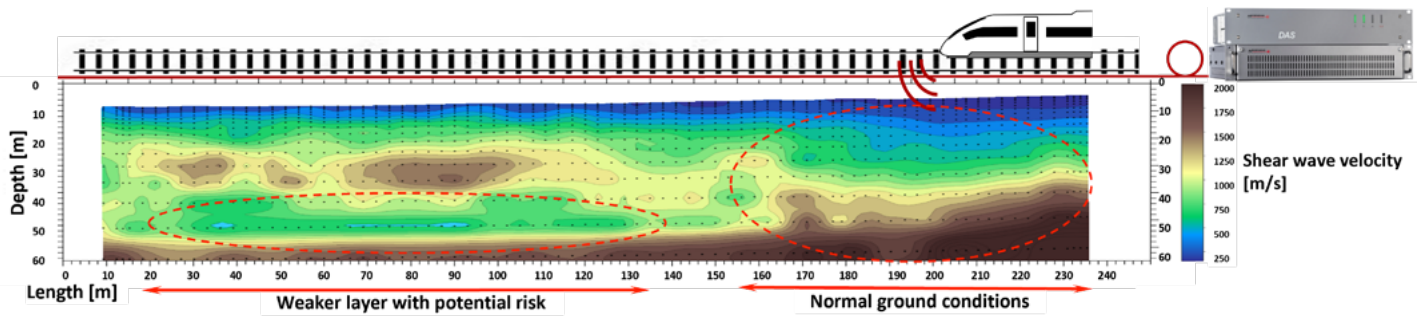 DAS
Depth [m]
0
10
20
30
40
50
60
0
10
20
30
40
50
60
2000
1750
1500
1250
1000
750
500
250
Shear wave velocity
[m/s]
0 10 20 30 40 50 60 70 80 90 100 110 120 130 140 150 160 170 180 190 200 210 220 230 240
Length [m]
Weaker layer with potential risk
Normal ground conditions